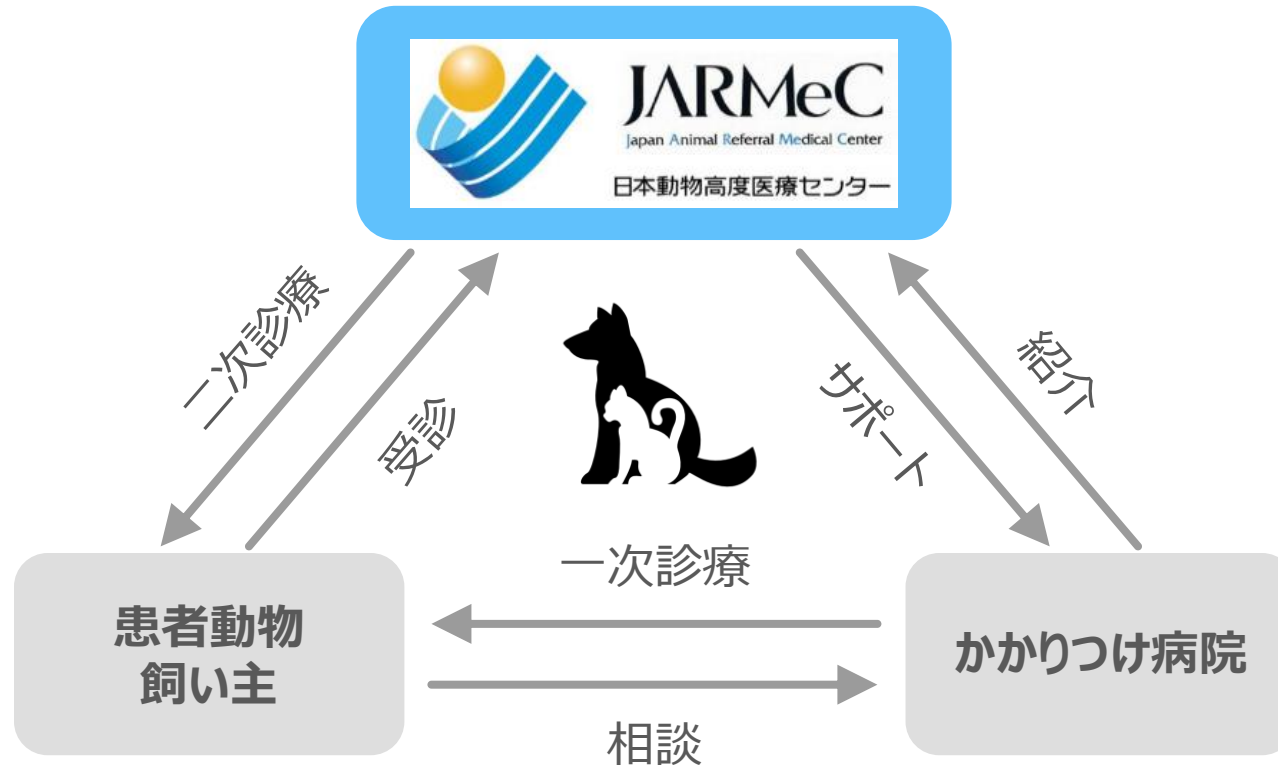 JARMeC
Japan Animal Referral Medical Center
日本動物高度医療センター
二次診療
受診
サポート
紹介
一次診療
患者動物
飼い主
かかりつけ病院
相談